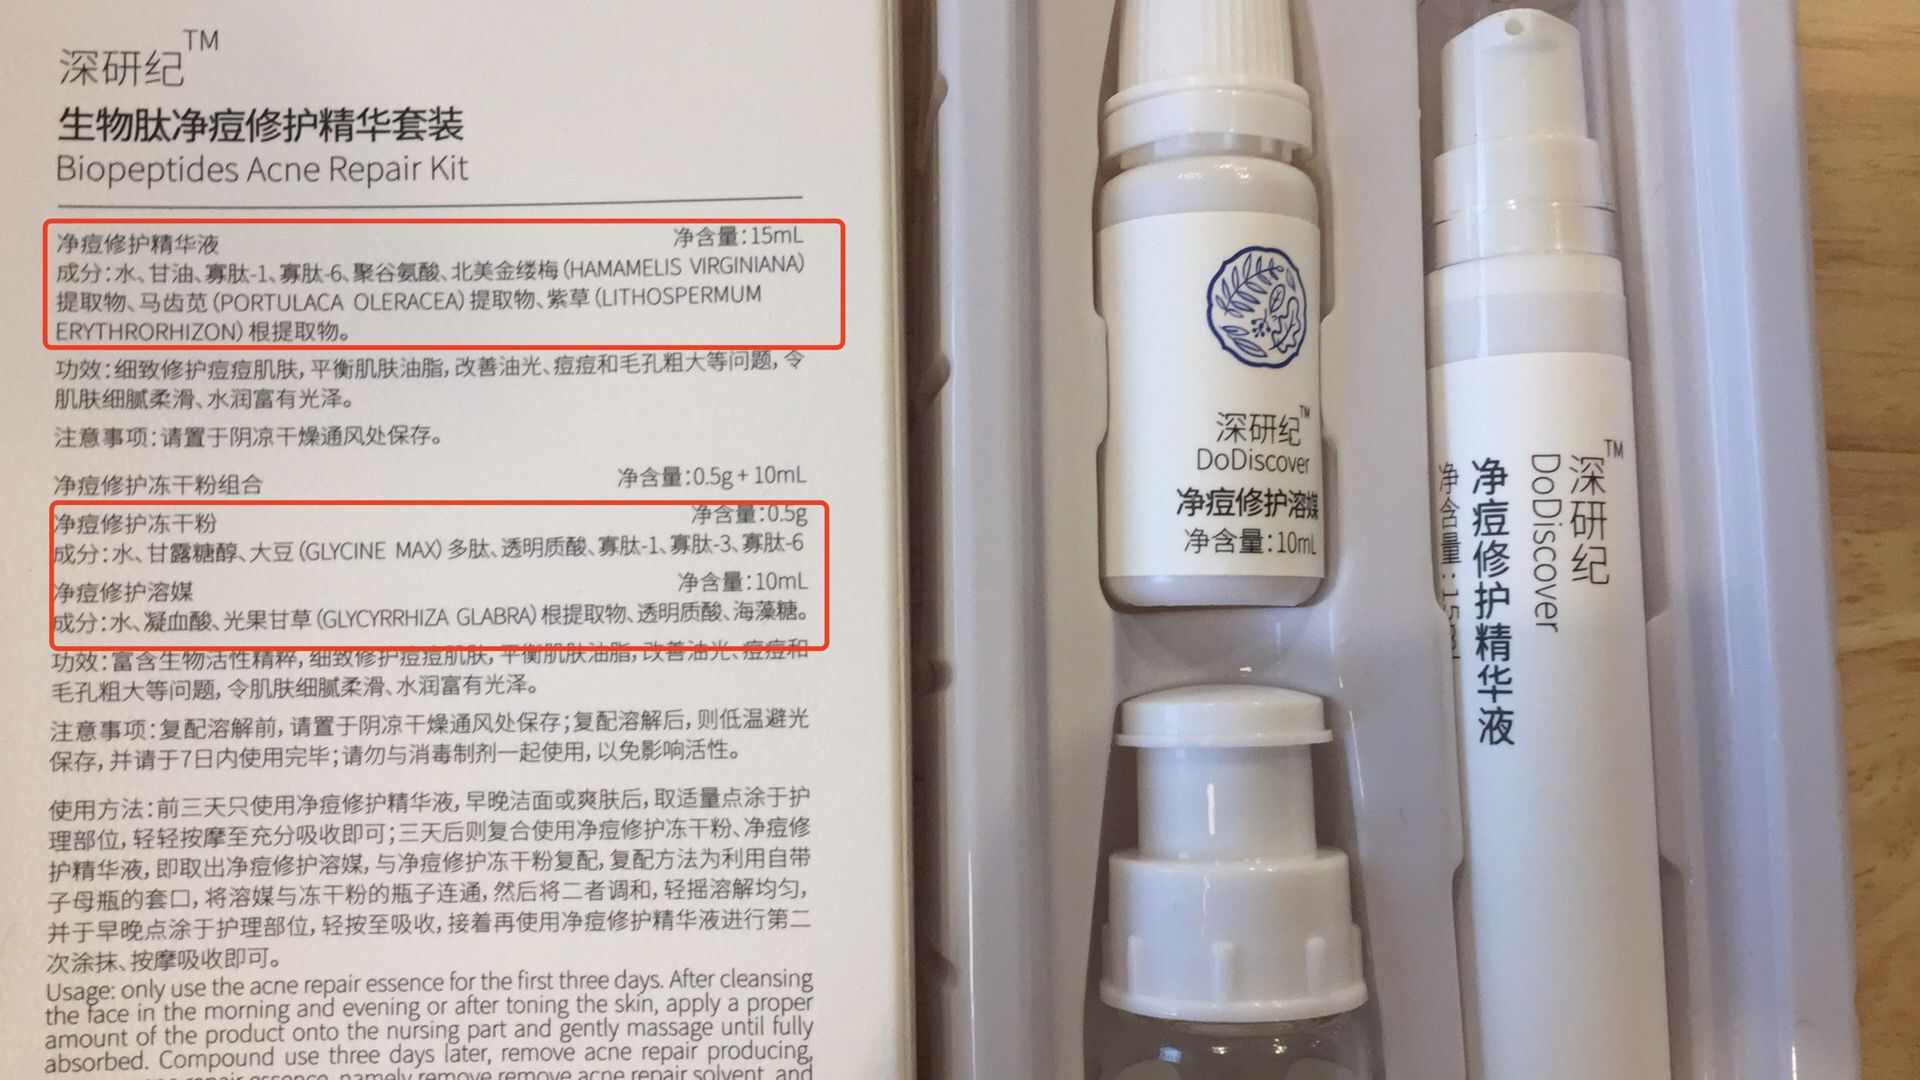 深研纪™
生物肽净痘修护精华套装
Biopeptides Acne Repair Kit
净痘修护精华液 净含量:15mL
成分:水、甘油、寡肽-1、寡肽-6、聚谷氨酸、北美金缕梅(HAMAMELIS VIRGINIANA)
提取物、马齿苋(PORTULACA OLERACEA)提取物、紫草(LITHOSPERMUM
ERYTHRORHIZON)根提取物。
功效:细致修护痘痘肌肤,平衡肌肤油脂,改善油光、痘痘和毛孔粗大等问题,令
肌肤细腻柔滑、水润富有光泽。
注意事项:请置于阴凉干燥通风处保存。
净痘修护冻干粉组合 净含量:0.5g+10mL
净痘修护冻干粉 净含量:0.5g
成分:水、甘露糖醇、大豆(GLYCINE MAX)多肽、透明质酸、寡肽-1、寡肽-3、寡肽-6
净痘修护溶媒 净含量:10mL
成分:水、凝血酸、光果甘草(GLYCYRRHIZA GLABRA)根提取物、透明质酸、海藻糖。
功效:富含生物活性精粹,细致修护痘痘肌肤,平衡肌肤油脂,改善油光、痘痘和
毛孔粗大等问题,令肌肤细腻柔滑、水润富有光泽。
注意事项:复配溶解前,请置于阴凉干燥通风处保存;复配溶解后,则低温避光
保存,并请于7日内使用完毕;请勿与消毒制剂一起使用,以免影响活性。
使用方法:前三天只使用净痘修护精华液,早晚洁面或爽肤后,取适量点涂于护
理部位,轻轻按摩至充分吸收即可;三天后则复合使用净痘修护冻干粉、净痘修
护精华液,即取出净痘修护溶媒,与净痘修护冻干粉复配,复配方法为利用自带
子母瓶的套口,将溶媒与冻干粉的瓶子连通,然后将二者调和,轻摇溶解均匀,
并于早晚点涂于护理部位,轻按至吸收,接着再使用净痘修护精华液进行第二
次涂抹、按摩吸收即可。
Usage: only use the acne repair essence for the first three days. After cleansing
the face in the morning and evening or after toning the skin, apply a proper
amount of the product onto the nursing part and gently massage until fully
absorbed. Compound use three days later, remove acne repair producing,
repair essence, namely remove remove acne repair solvent, and
深研纪™
DoDiscover
净痘修护溶媒
净含量:10mL
深研纪™
DoDiscover
净痘修护精华液
净含量:15ml